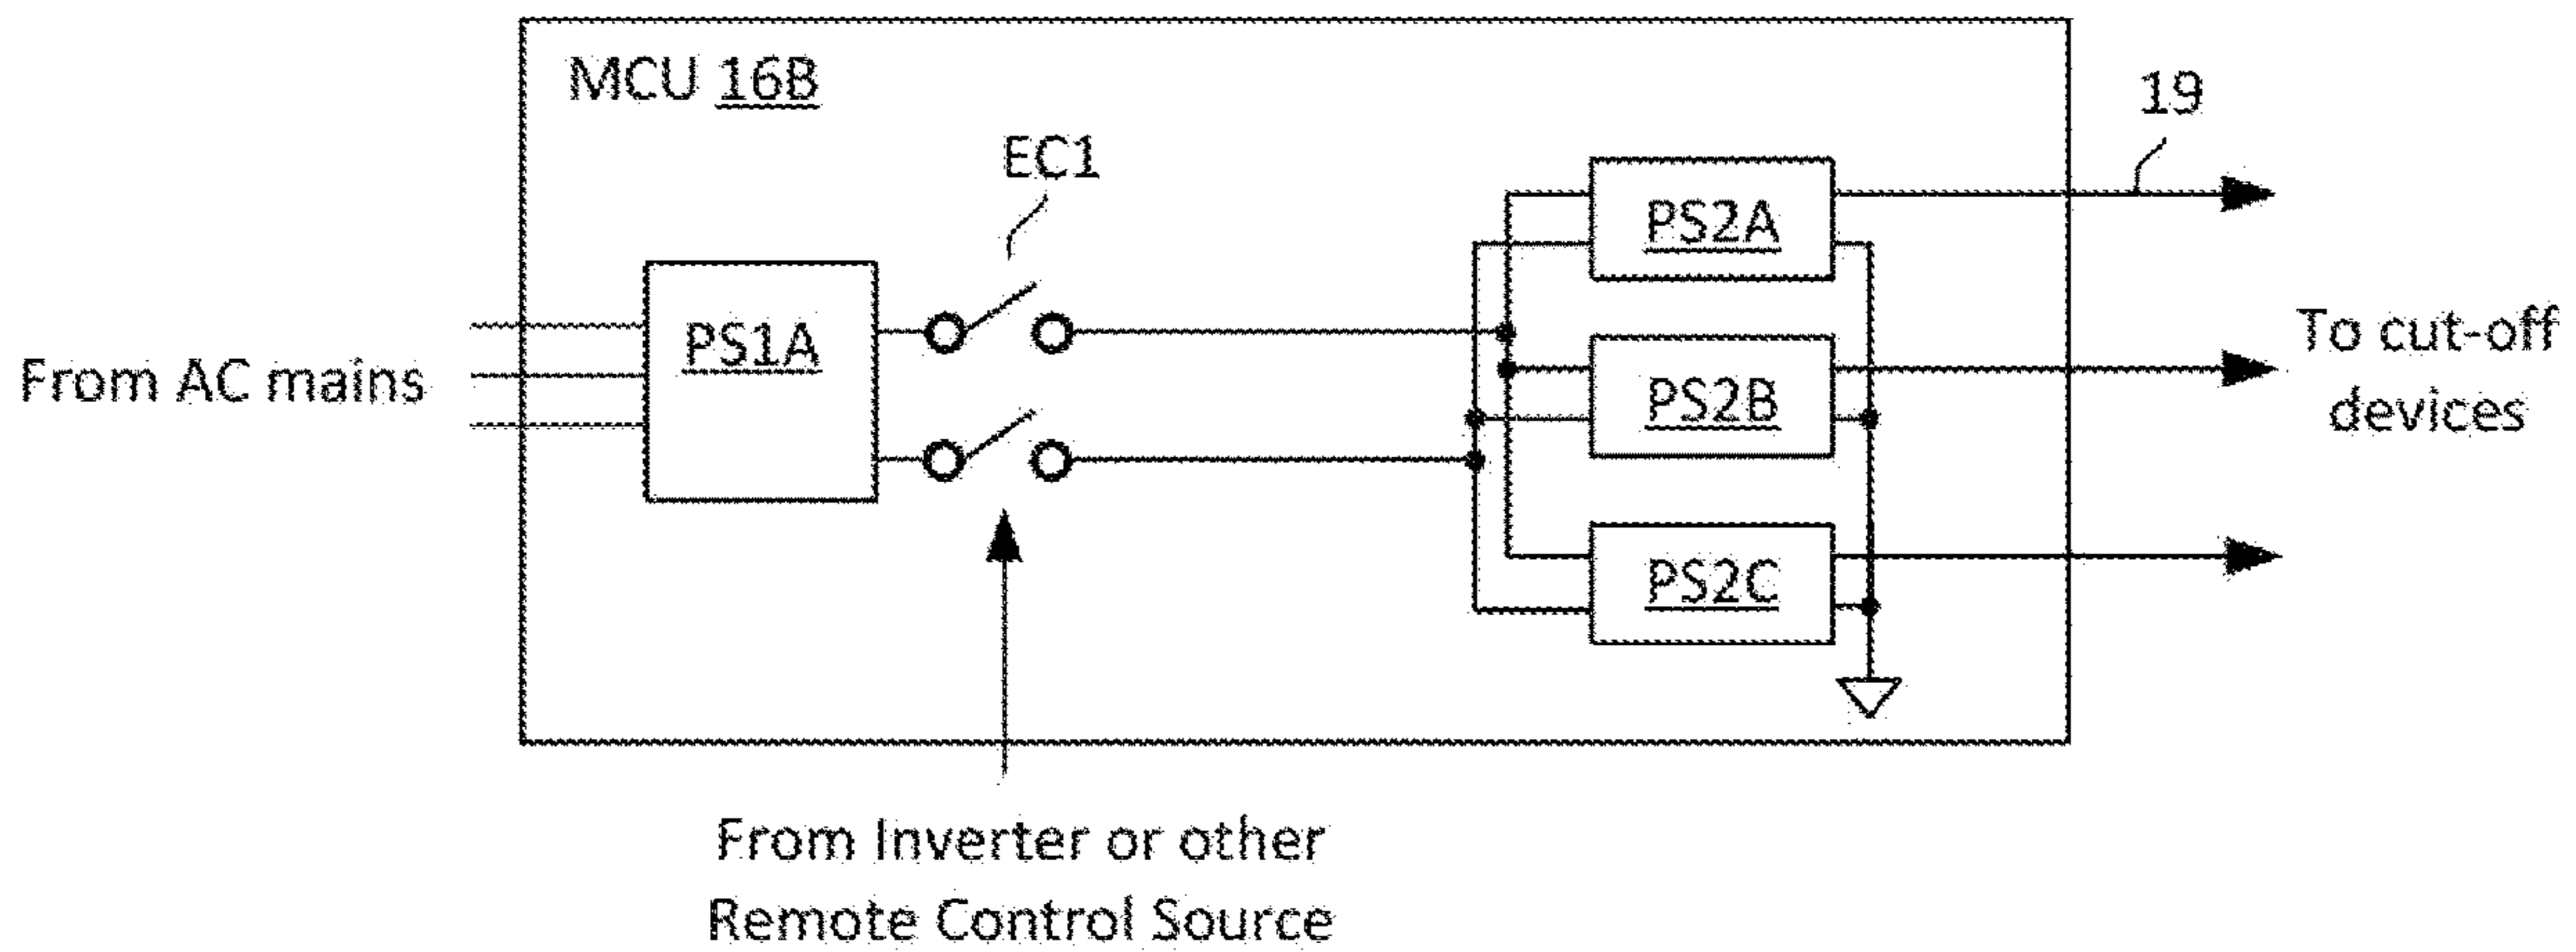 MCU 16B
19
EC1
PS2A
PS1A
From AC mains
PS2B
To cut-off
devices
PS2C
From Inverter or other
Remote Control Source